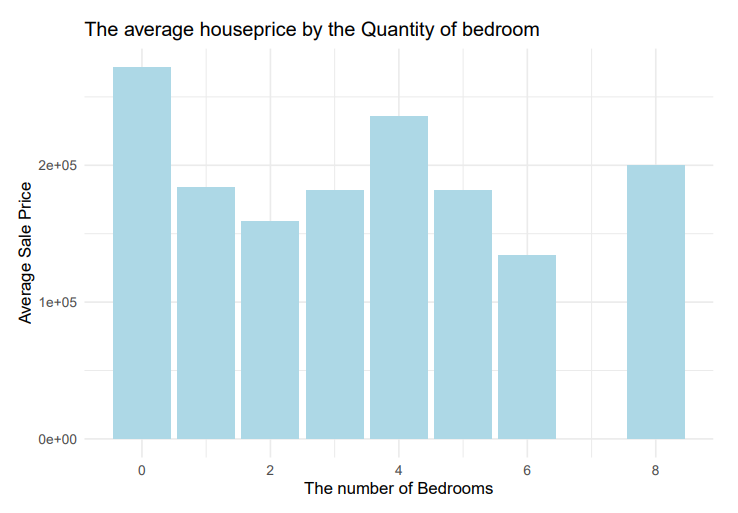 The average houseprice by the Quantity of bedroom
Average Sale Price
2e+05
1e+05
0e+00
0 2 4 6 8
The number of Bedrooms